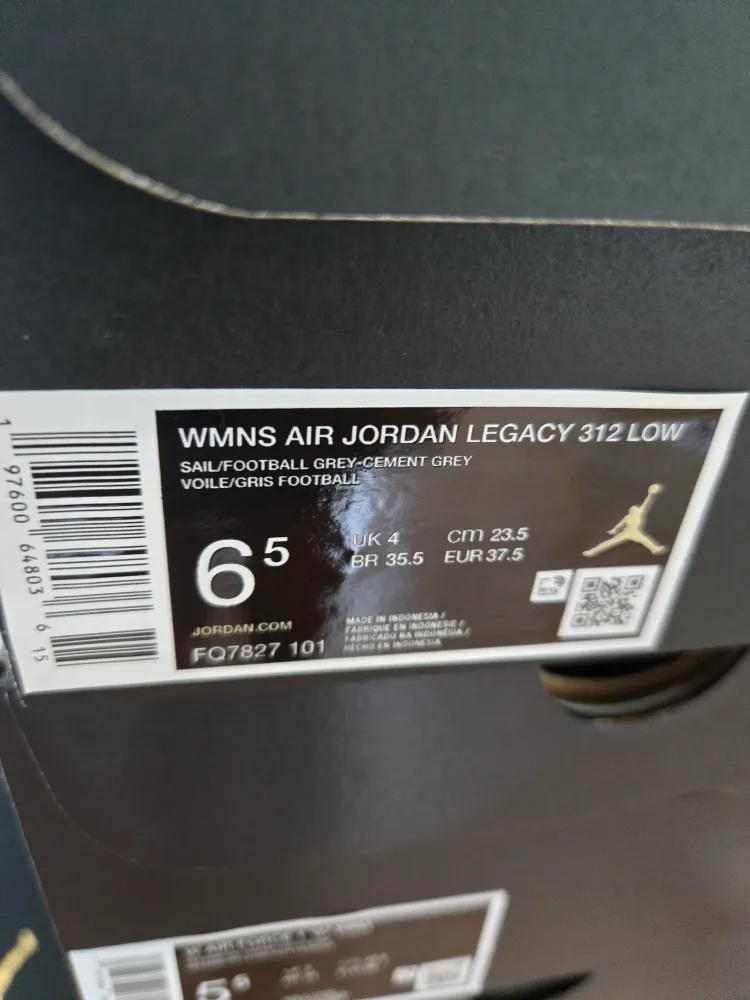 WMNS AIR JORDAN LEGACY 312 LOW
SAIL/FOOTBALL GREY-CEMENT GREY
VOILE/GRIS FOOTBALL
6⁵
UK 4 cm 23.5
BR 35.5 EUR 37.5
JORDAN.COM
FQ7827 101
MADE IN INDONESIA /
FABRIQUE EN INDONESIE /
FABRICADO NA INDONÉSIA /
HECHO EN INDONESIA
1 97600 64803 6 15